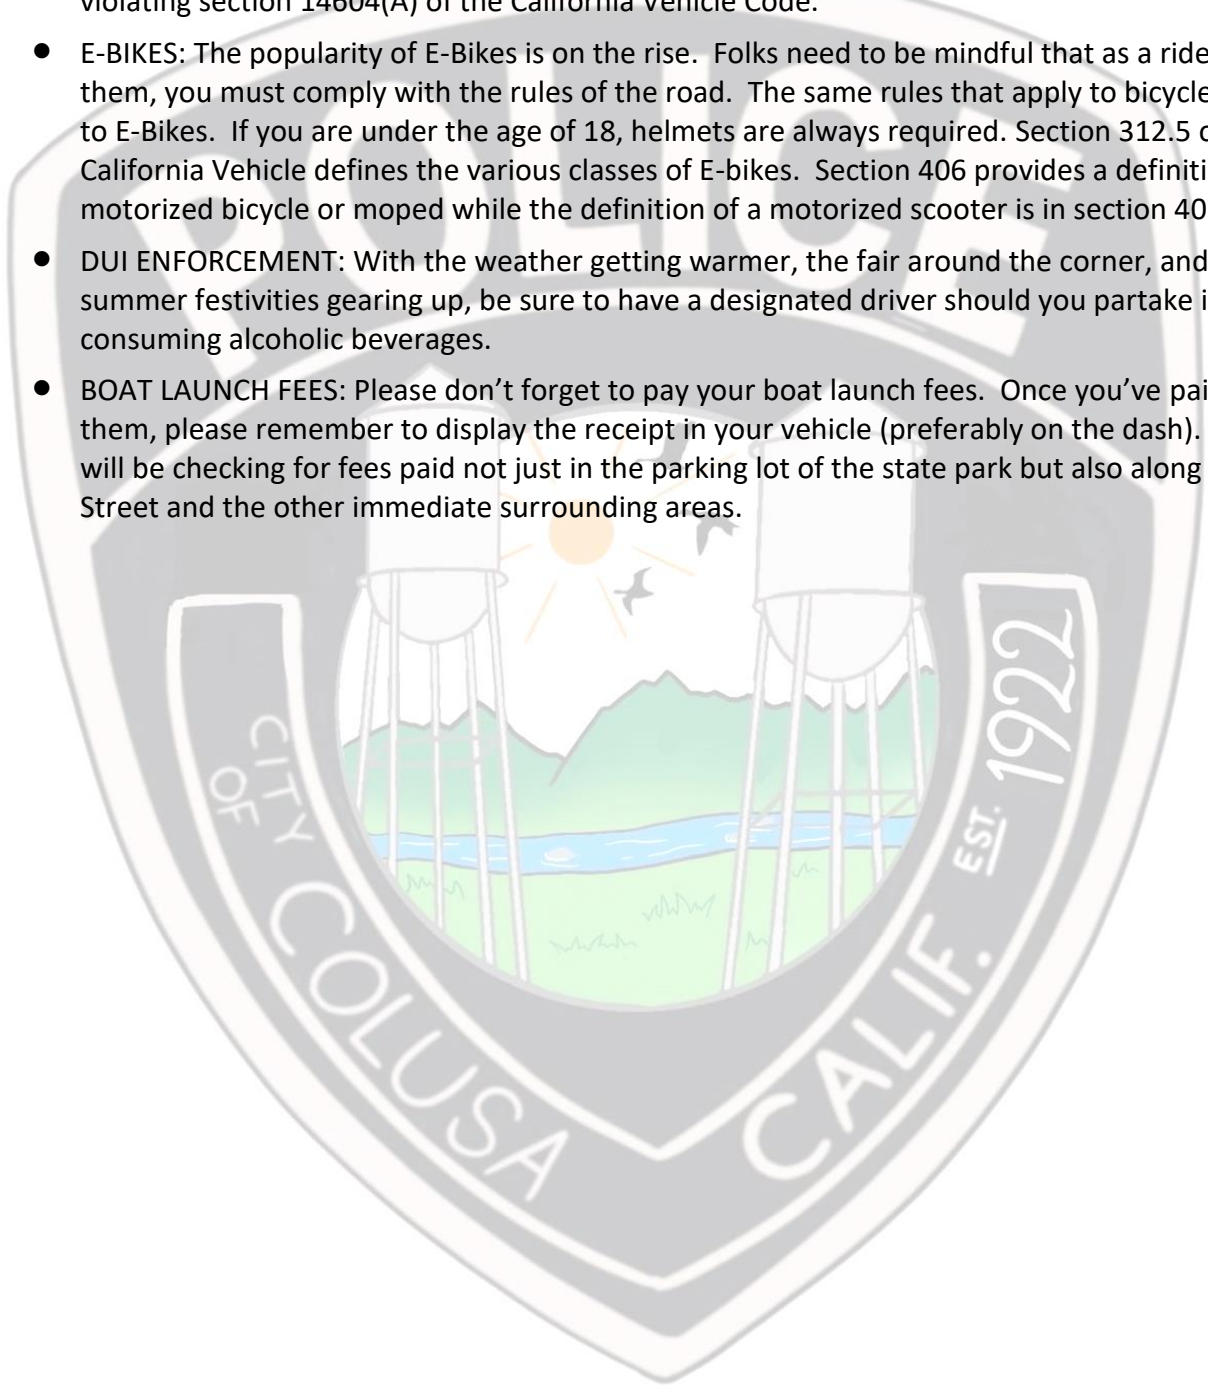 violating section 14604(A) of the California Vehicle Code.
● E-BIKES: The popularity of E-Bikes is on the rise. Folks need to be mindful that as a ride
them, you must comply with the rules of the road. The same rules that apply to bicycle
to E-Bikes. If you are under the age of 18, helmets are always required. Section 312.5 o
California Vehicle defines the various classes of E-bikes. Section 406 provides a definiti
motorized bicycle or moped while the definition of a motorized scooter is in section 40
● DUI ENFORCEMENT: With the weather getting warmer, the fair around the corner, and
summer festivities gearing up, be sure to have a designated driver should you partake i
consuming alcoholic beverages.
● BOAT LAUNCH FEES: Please don’t forget to pay your boat launch fees. Once you’ve pai
them, please remember to display the receipt in your vehicle (preferably on the dash).
will be checking for fees paid not just in the parking lot of the state park but also along
Street and the other immediate surrounding areas.
POLICE
CITY OF COLUSA
CALIF.
EST. 1922